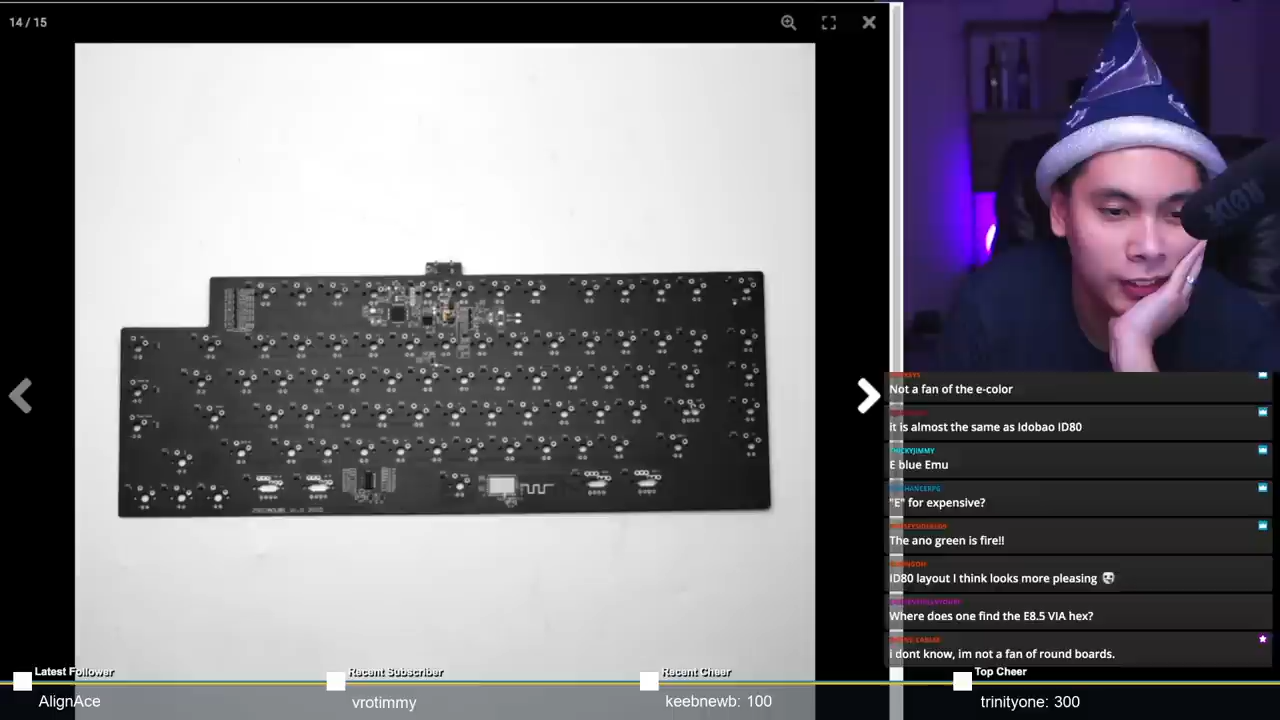 14 / 15
Not a fan of the e-color
it is almost the same as Idobao ID80
E blue Emu
"E" for expensive?
The ano green is fire!!
ID80 layout I think looks more pleasing
Where does one find the E8.5 VIA hex?
i dont know, im not a fan of round boards.
Latest Follower
AlignAce
Recent Subscriber
vrotimmy
Recent Cheer
keebnewb: 100
Top Cheer
trinityone: 300